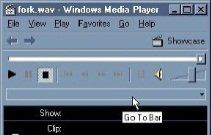 fork.wav - Windows Media Player
File View Play Favorites Go Help
Showcase
Show:
Go To Bar
Clip: